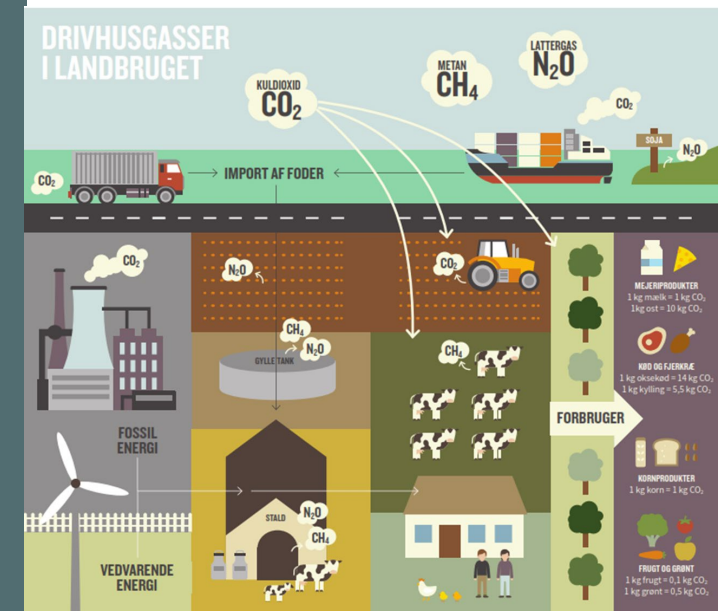 DRIVHUSGASSER
I LANDBRUGET
KULDIOXID
CO₂
METAN
CH₄
LATTERGAS
N₂O
CO₂
SOJA
N₂O
CO₂
IMPORT AF FODER
CO₂
N₂O
CO₂
CH₄
N₂O
GYLLETANK
CH₄
FOSSIL
ENERGI
STALD
N₂O
CH₄
VEDVARENDE
ENERGI
FORBRUGER
MEJERIPRODUKTER
1 kg mælk = 1 kg CO₂
1kg ost = 10 kg CO₂
KØD OG FJERKRÆ
1 kg oksekød = 14 kg CO₂
1 kg kylling = 5,5 kg CO₂
KORNPRODUKTER
1 kg korn = 1 kg CO₂
FRUGT OG GRØNT
1 kg frugt = 0,1 kg CO₂
1 kg grønt = 0,5 kg CO₂